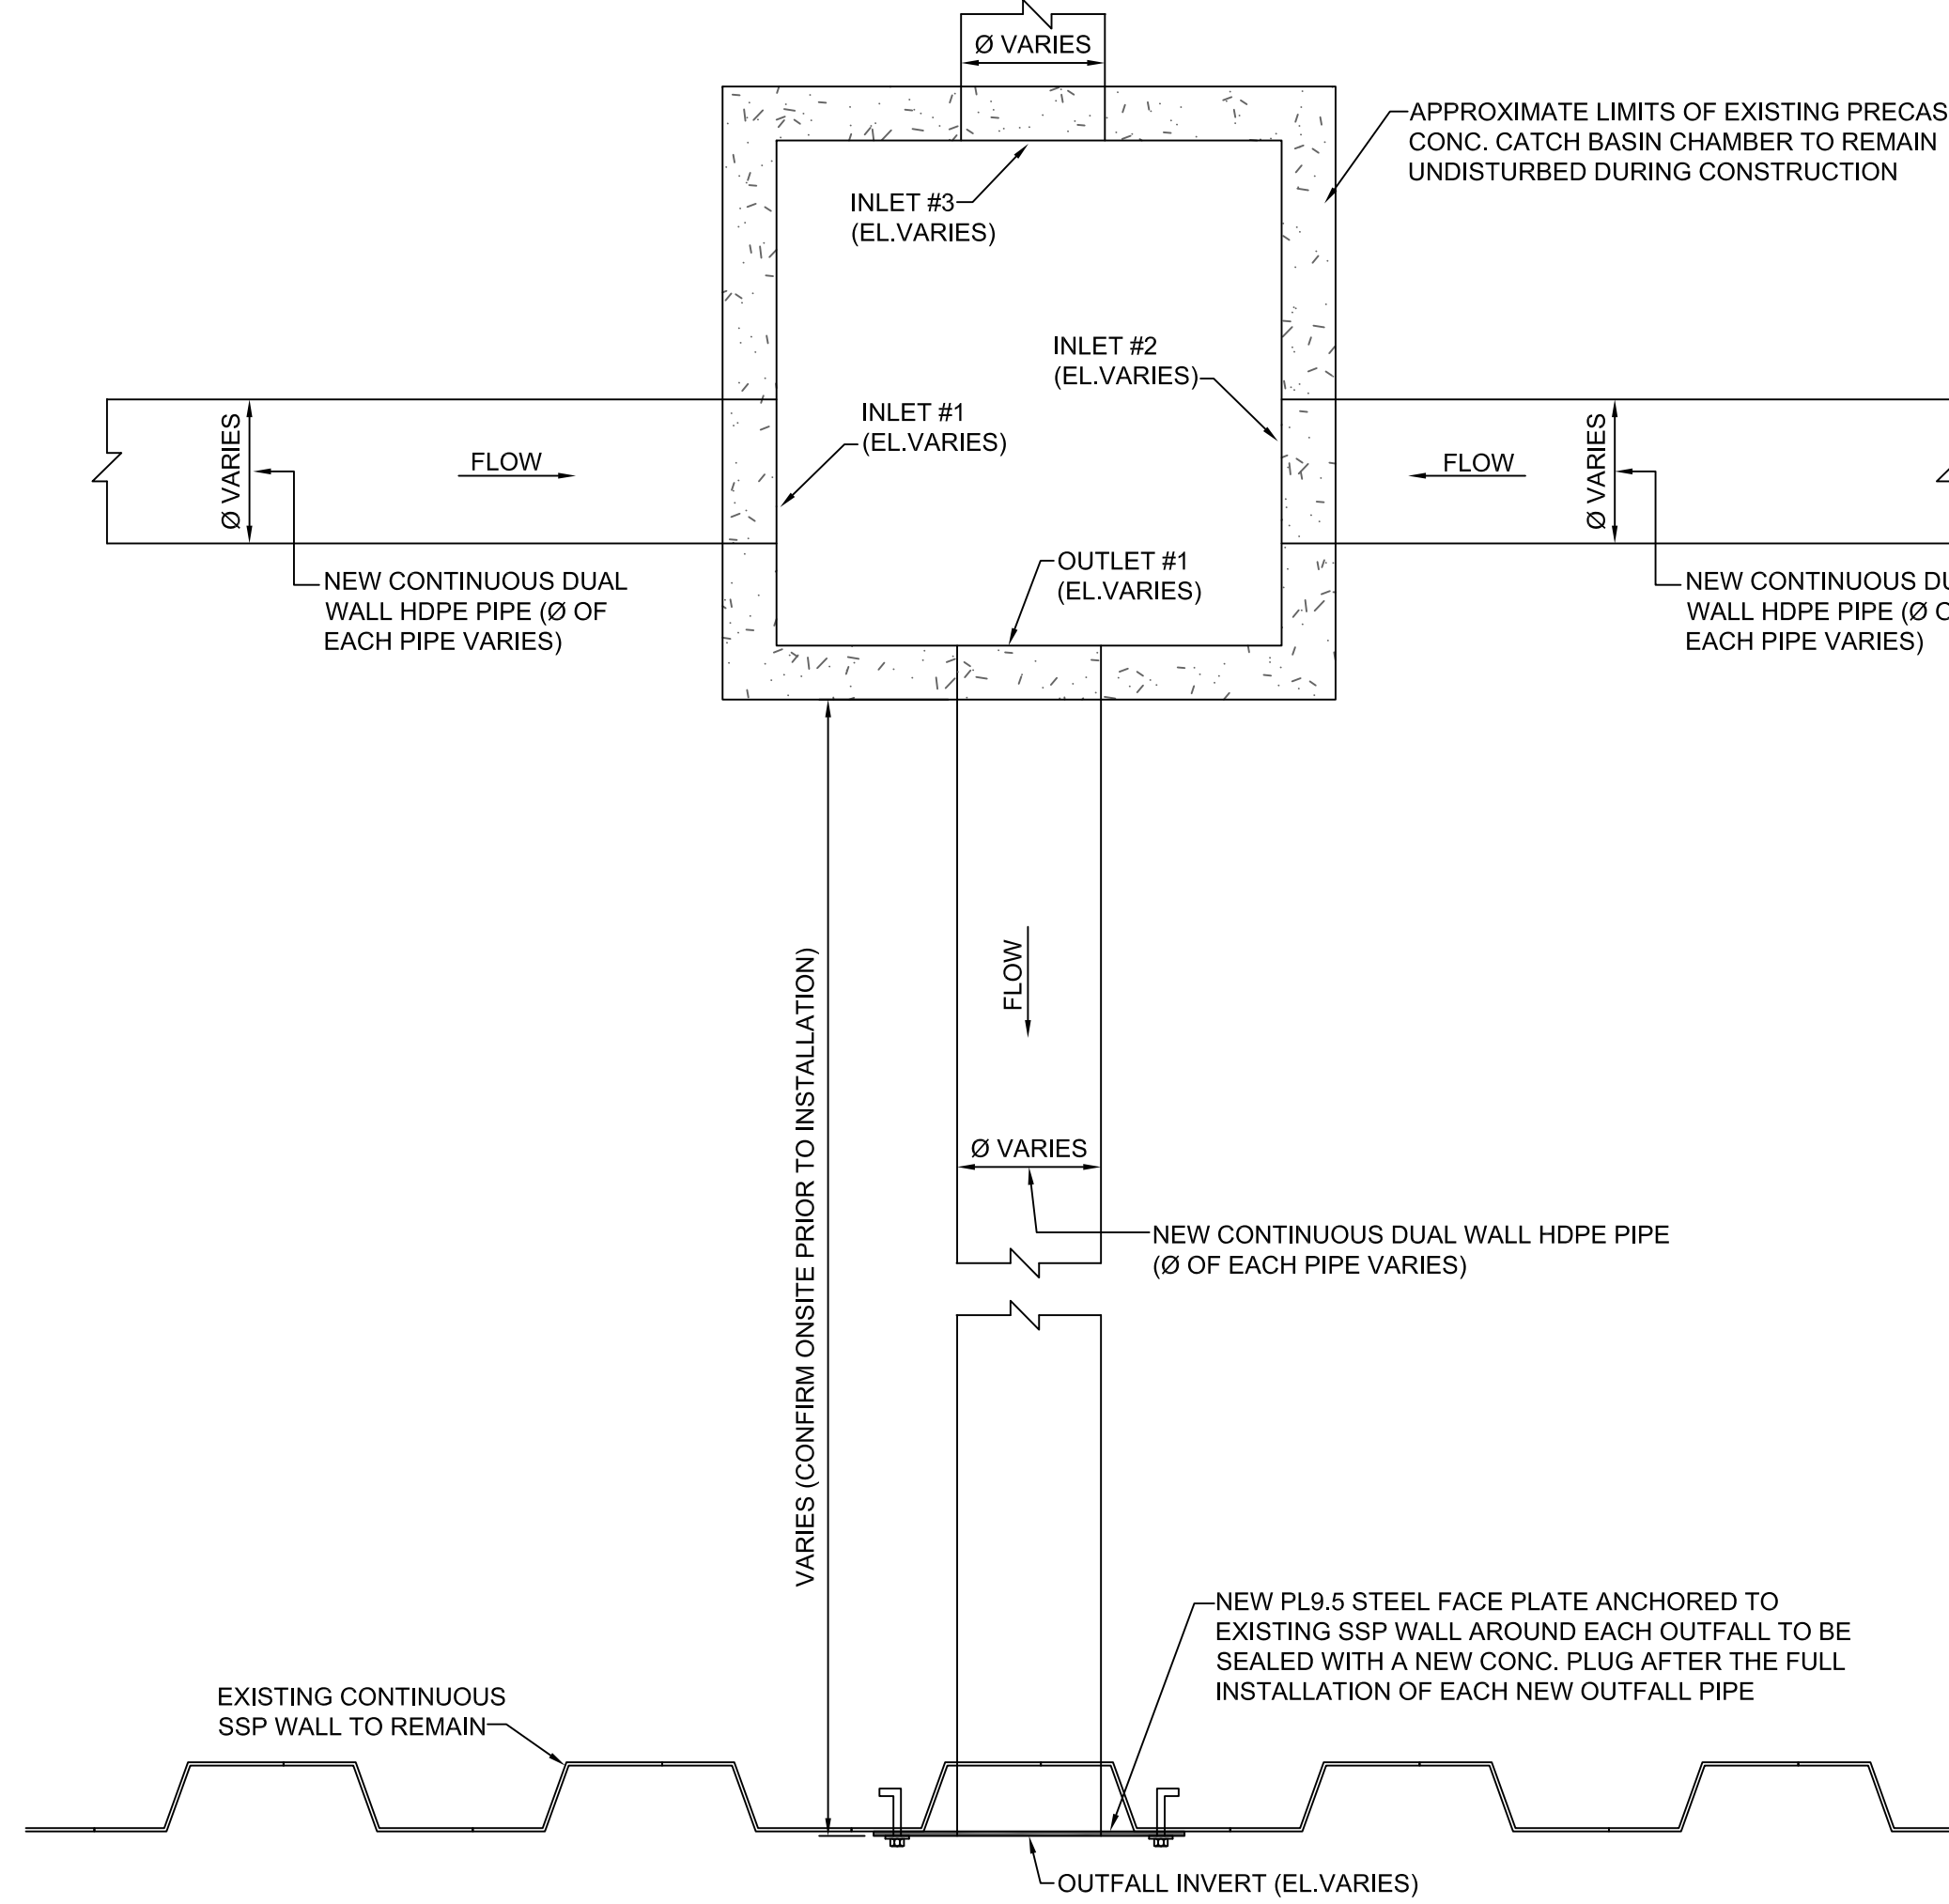 Ø VARIES
APPROXIMATE LIMITS OF EXISTING PRECAS
CONC. CATCH BASIN CHAMBER TO REMAIN
UNDISTURBED DURING CONSTRUCTION
INLET #3
(EL.VARIES)
INLET #2
(EL.VARIES)
INLET #1
(EL.VARIES)
Ø VARIES
FLOW
FLOW
Ø VARIES
OUTLET #1
(EL.VARIES)
NEW CONTINUOUS DUAL
WALL HDPE PIPE (Ø OF
EACH PIPE VARIES)
NEW CONTINUOUS DU
WALL HDPE PIPE (Ø O
EACH PIPE VARIES)
FLOW
VARIES (CONFIRM ONSITE PRIOR TO INSTALLATION)
Ø VARIES
NEW CONTINUOUS DUAL WALL HDPE PIPE
(Ø OF EACH PIPE VARIES)
NEW PL9.5 STEEL FACE PLATE ANCHORED TO
EXISTING SSP WALL AROUND EACH OUTFALL TO BE
SEALED WITH A NEW CONC. PLUG AFTER THE FULL
INSTALLATION OF EACH NEW OUTFALL PIPE
EXISTING CONTINUOUS
SSP WALL TO REMAIN
OUTFALL INVERT (EL.VARIES)